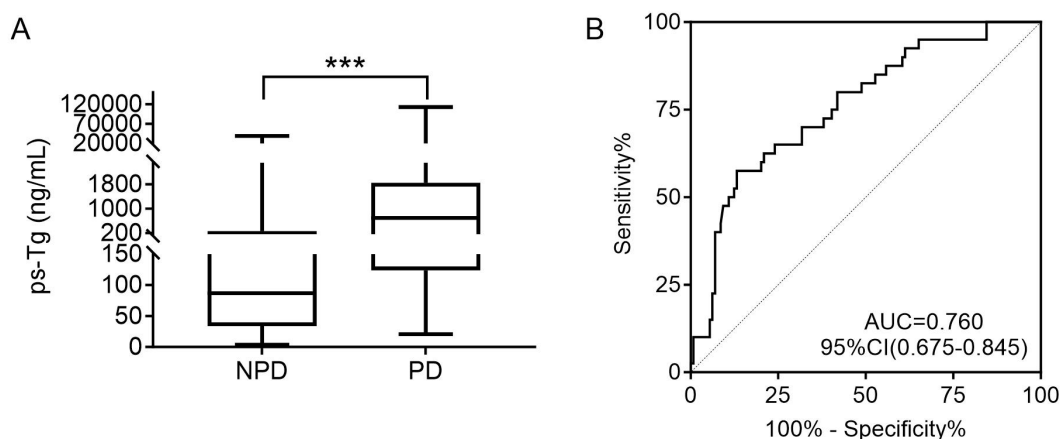 A
***
ps-Tg (ng/mL)
120000
70000
20000
1800
1000
200
150
100
50
0
NPD
PD
B
Sensitivity%
100
75
50
25
0
AUC=0.760
95%CI(0.675-0.845)
0
25
50
75
100
100% - Specificity%